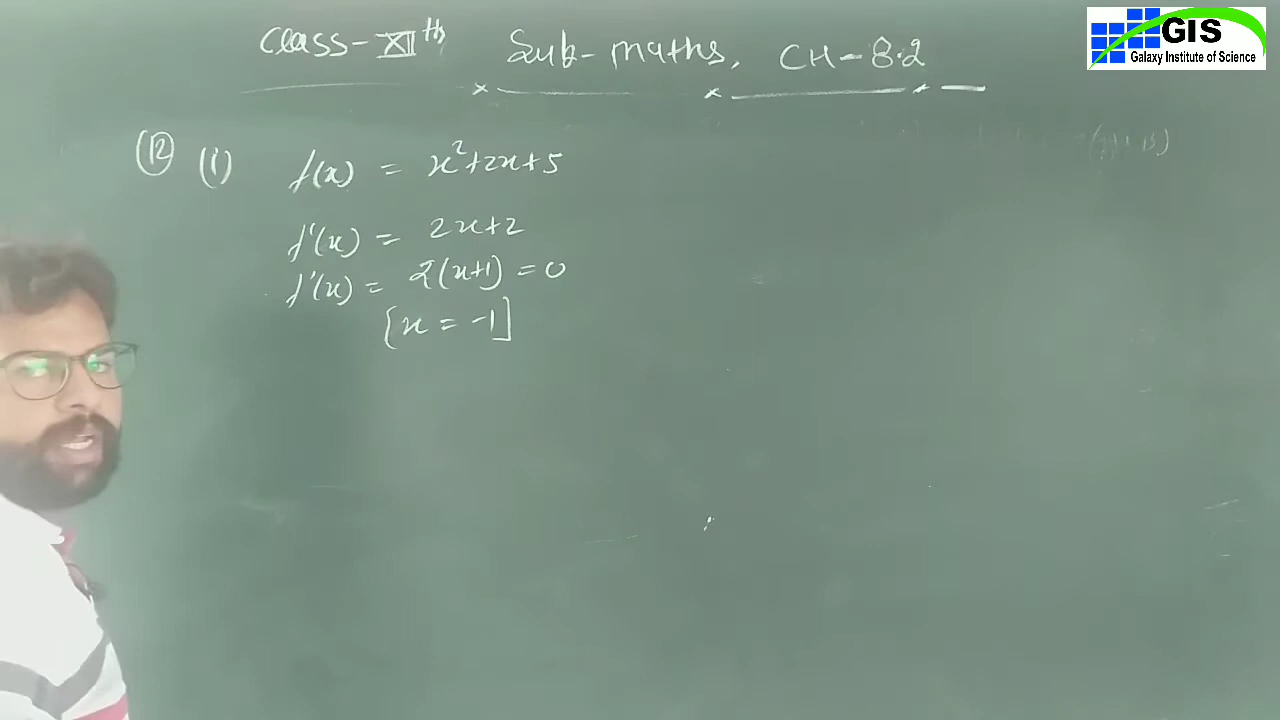 Class-XIIth Sub-maths, CH-8.2
GIS
Galaxy Institute of Science
(12) (i) f(x) = x²+2x+5
f'(x) = 2x+2
f'(x) = 2(x+1) = 0
[x = -1]